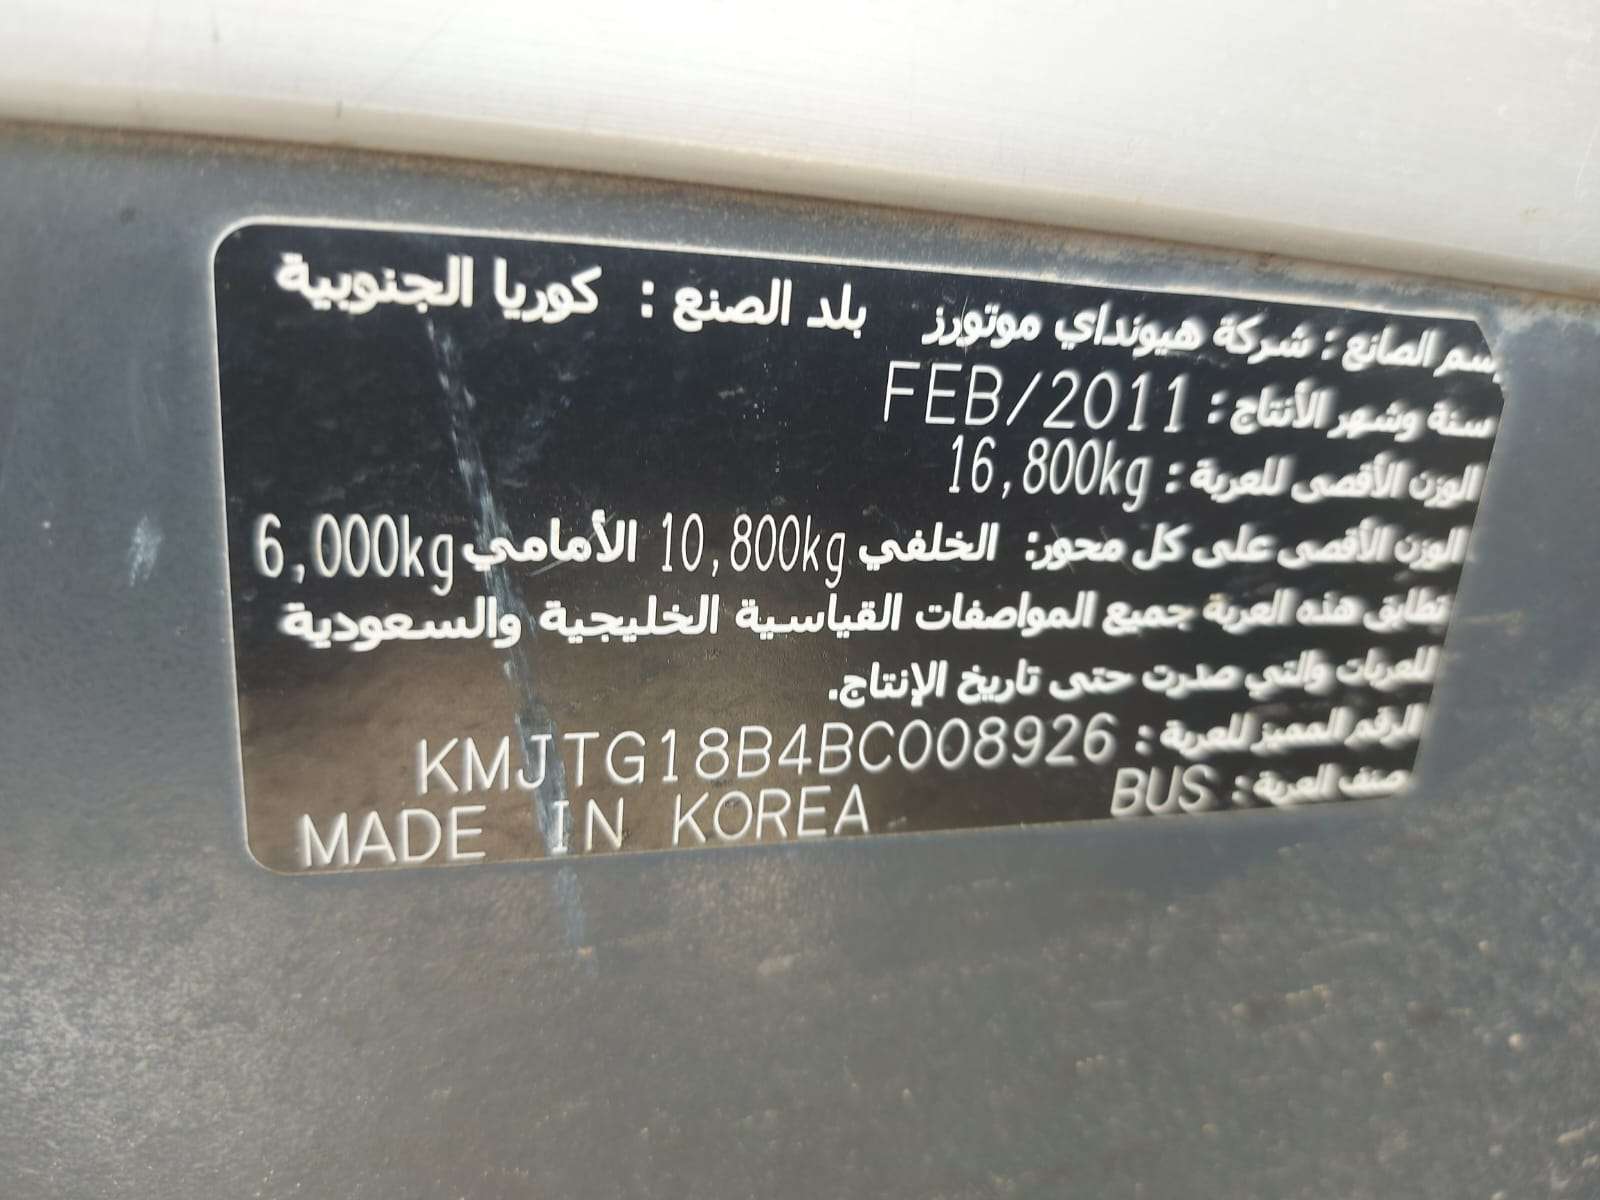 إسم الصانع : شركة هيونداي موتورز بلد الصنع : كوريا الجنوبية
سنة وشهر الأنتاج : FEB/2011
الوزن الأقصى للعربة : 16,800kg
الوزن الأقصى على كل محور: الخلفي 10,800kg الأمامي 6,000kg
تطابق هذه العربة جميع المواصفات القياسية الخليجية والسعودية
للعربات والتي صدرت حتى تاريخ الإنتاج.
الرقم المميز للعربة : KMJTG18B4BC008926
صنف العربة : BUS
MADE IN KOREA